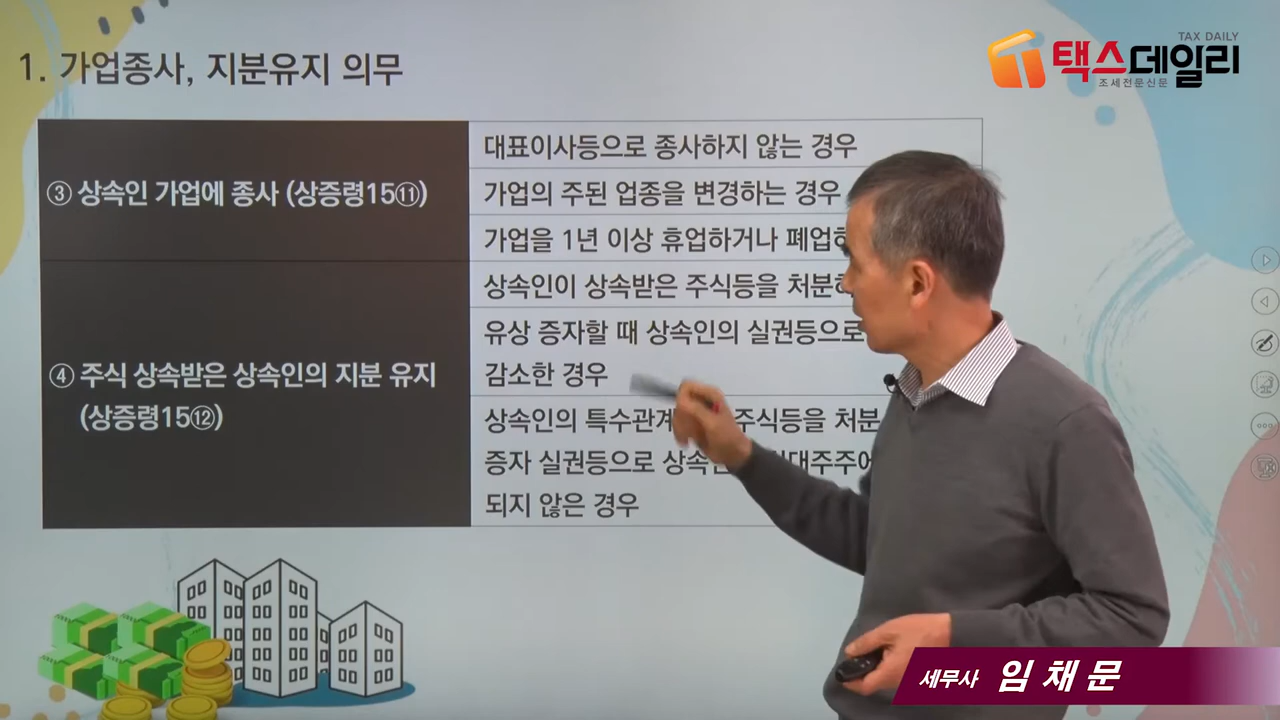 1. 가업종사, 지분유지 의무
TAX DAILY
택스데일리
조세전문신문
③ 상속인 가업에 종사 (상증령15⑪)
대표이사등으로 종사하지 않는 경우
가업의 주된 업종을 변경하는 경우
가업을 1년 이상 휴업하거나 폐업
④ 주식 상속받은 상속인의 지분 유지
(상증령15⑫)
상속인이 상속받은 주식등을 처분
유상 증자할 때 상속인의 실권등으로
감소한 경우
상속인의 특수관계 주식등을 처분
증자 실권등으로 상속인
되지 않은 경우
세무사 임채문